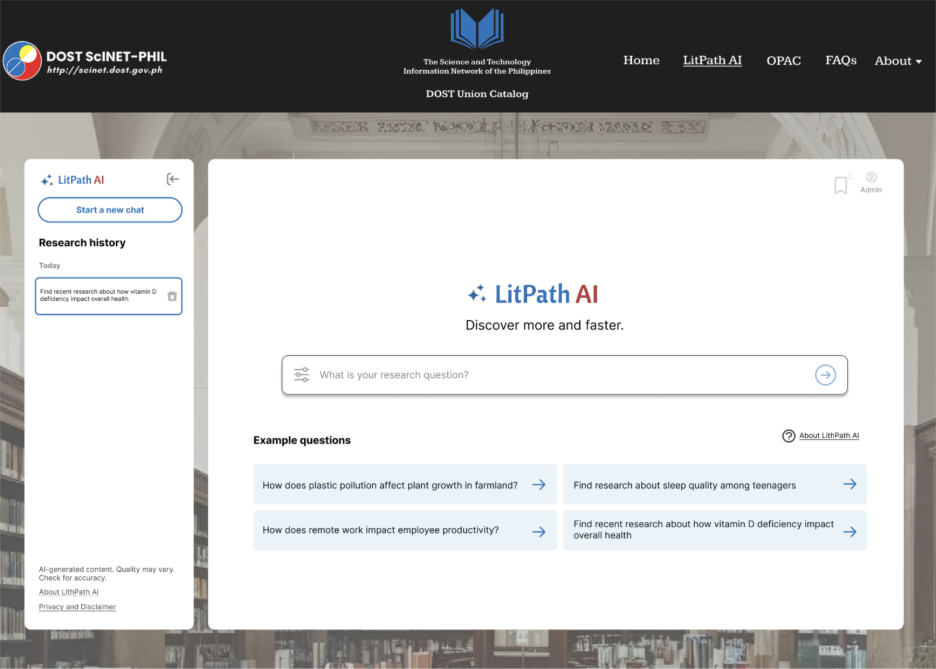 DOST ScINET-PHIL
http://scinet.dost.gov.ph
The Science and Technology
Information Network of the Philippines
DOST Union Catalog
Home
LitPath AI
OPAC
FAQs
About
LitPath AI
Start a new chat
Research history
Today
Find recent research about how vitamin D
deficiency impact overall health
AI-generated content. Quality may vary.
Check for accuracy.
About LithPath AI
Privacy and Disclaimer
2
Admin
LitPath AI
Discover more and faster.
What is your research question?
Example questions
About LithPath AI
How does plastic pollution affect plant growth in farmland?
Find research about sleep quality among teenagers
How does remote work impact employee productivity?
Find recent research about how vitamin D deficiency impact
overall health